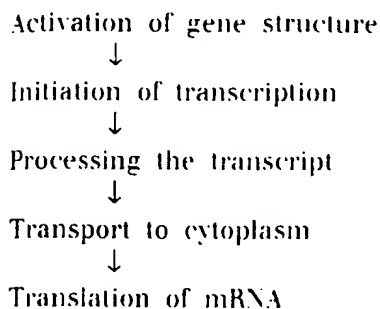 Activation of gene structure
↓
Initiation of transcription
↓
Processing the transcript
↓
Transport to cytoplasm
↓
Translation of mRNA